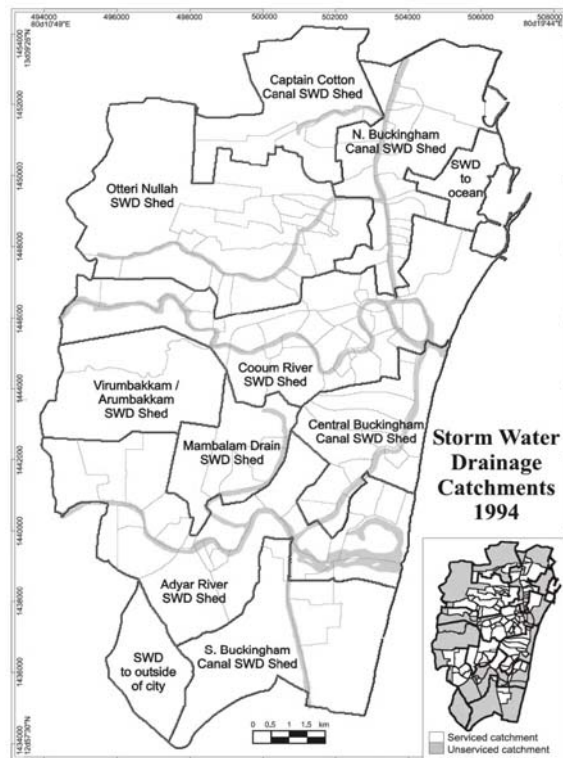 494000 496000 498000 500000 502000 504000 506000 508000
80d10'49"E 80d19'44"E
13d09'26"N
1454000
1452000
1450000
1448000
1446000
1444000
1442000
1440000
1438000
1436000
1434000
12d57'30"N
Captain Cotton
Canal SWD Shed
N. Buckingham
Canal SWD Shed
SWD
to
ocean
Otteri Nullah
SWD Shed
Cooum River
SWD Shed
Virumbakkam /
Arumbakkam
SWD Shed
Central Buckingham
Canal SWD Shed
Mambalam Drain
SWD Shed
Storm Water
Drainage
Catchments
1994
Adyar River
SWD Shed
S. Buckingham
Canal SWD Shed
SWD
to outside
of city
0 0.5 1 1.5 km
Serviced catchment
Unserviced catchment